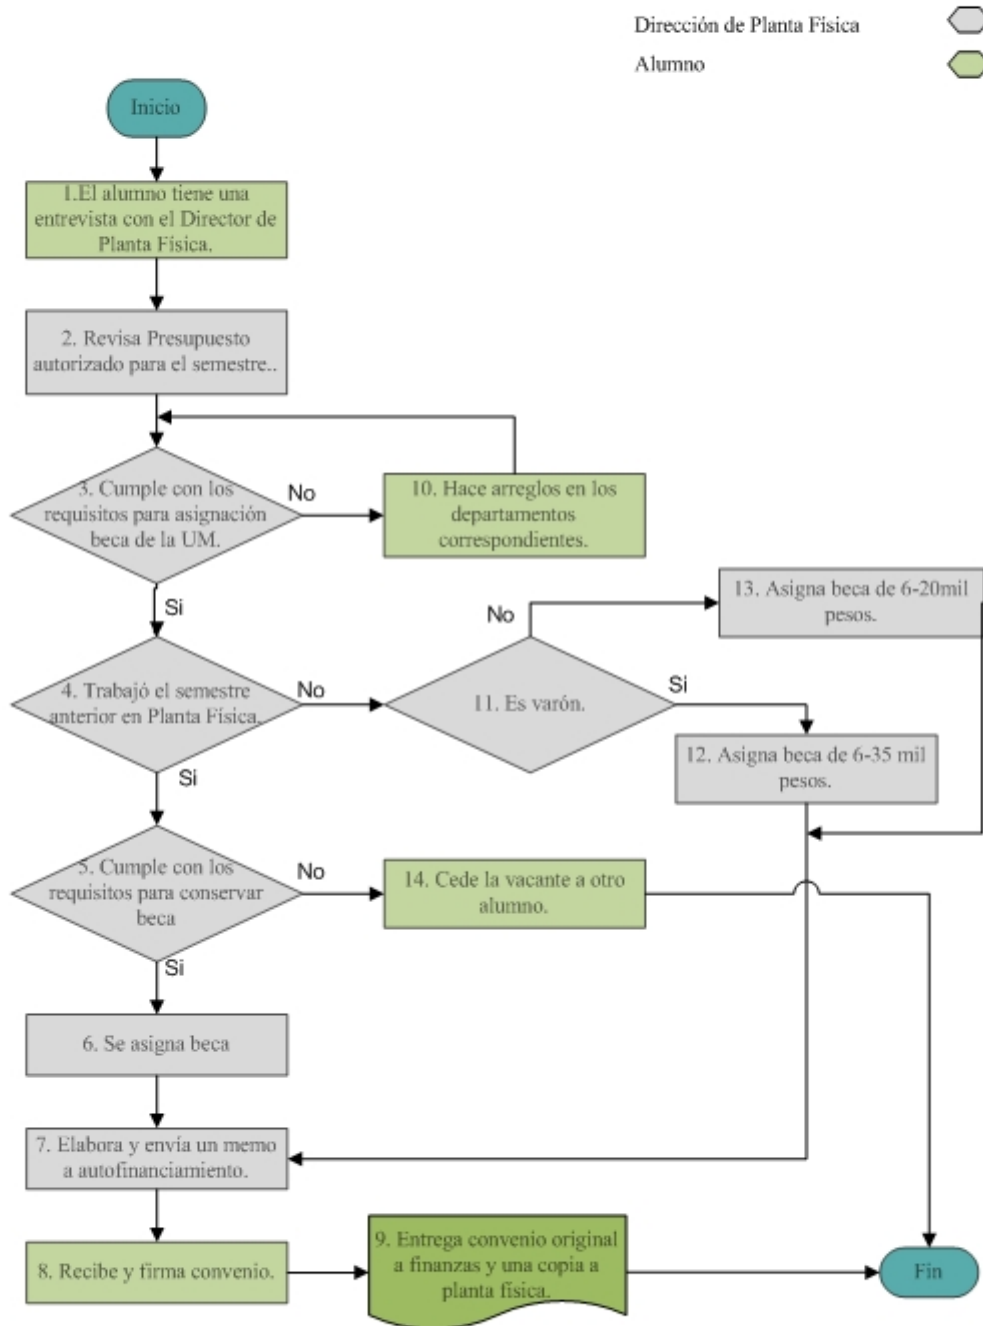 Dirección de Planta Física
Alumno
Inicio
1.El alumno tiene una
entrevista con el Director de
Planta Física.
2. Revisa Presupuesto
autorizado para el semestre..
3. Cumple con los
requisitos para asignación
beca de la UM.
No
10. Hace arreglos en los
departamentos
correspondientes.
Si
13. Asigna beca de 6-20mil
pesos.
No
4. Trabajó el semestre
anterior en Planta Física.
No
11. Es varón.
Si
12. Asigna beca de 6-35 mil
pesos.
Si
5. Cumple con los
requisitos para conservar
beca
No
14. Cede la vacante a otro
alumno.
Si
6. Se asigna beca
7. Elabora y envía un memo
a autofinanciamiento.
8. Recibe y firma convenio.
9. Entrega convenio original
a finanzas y una copia a
planta física.
Fin